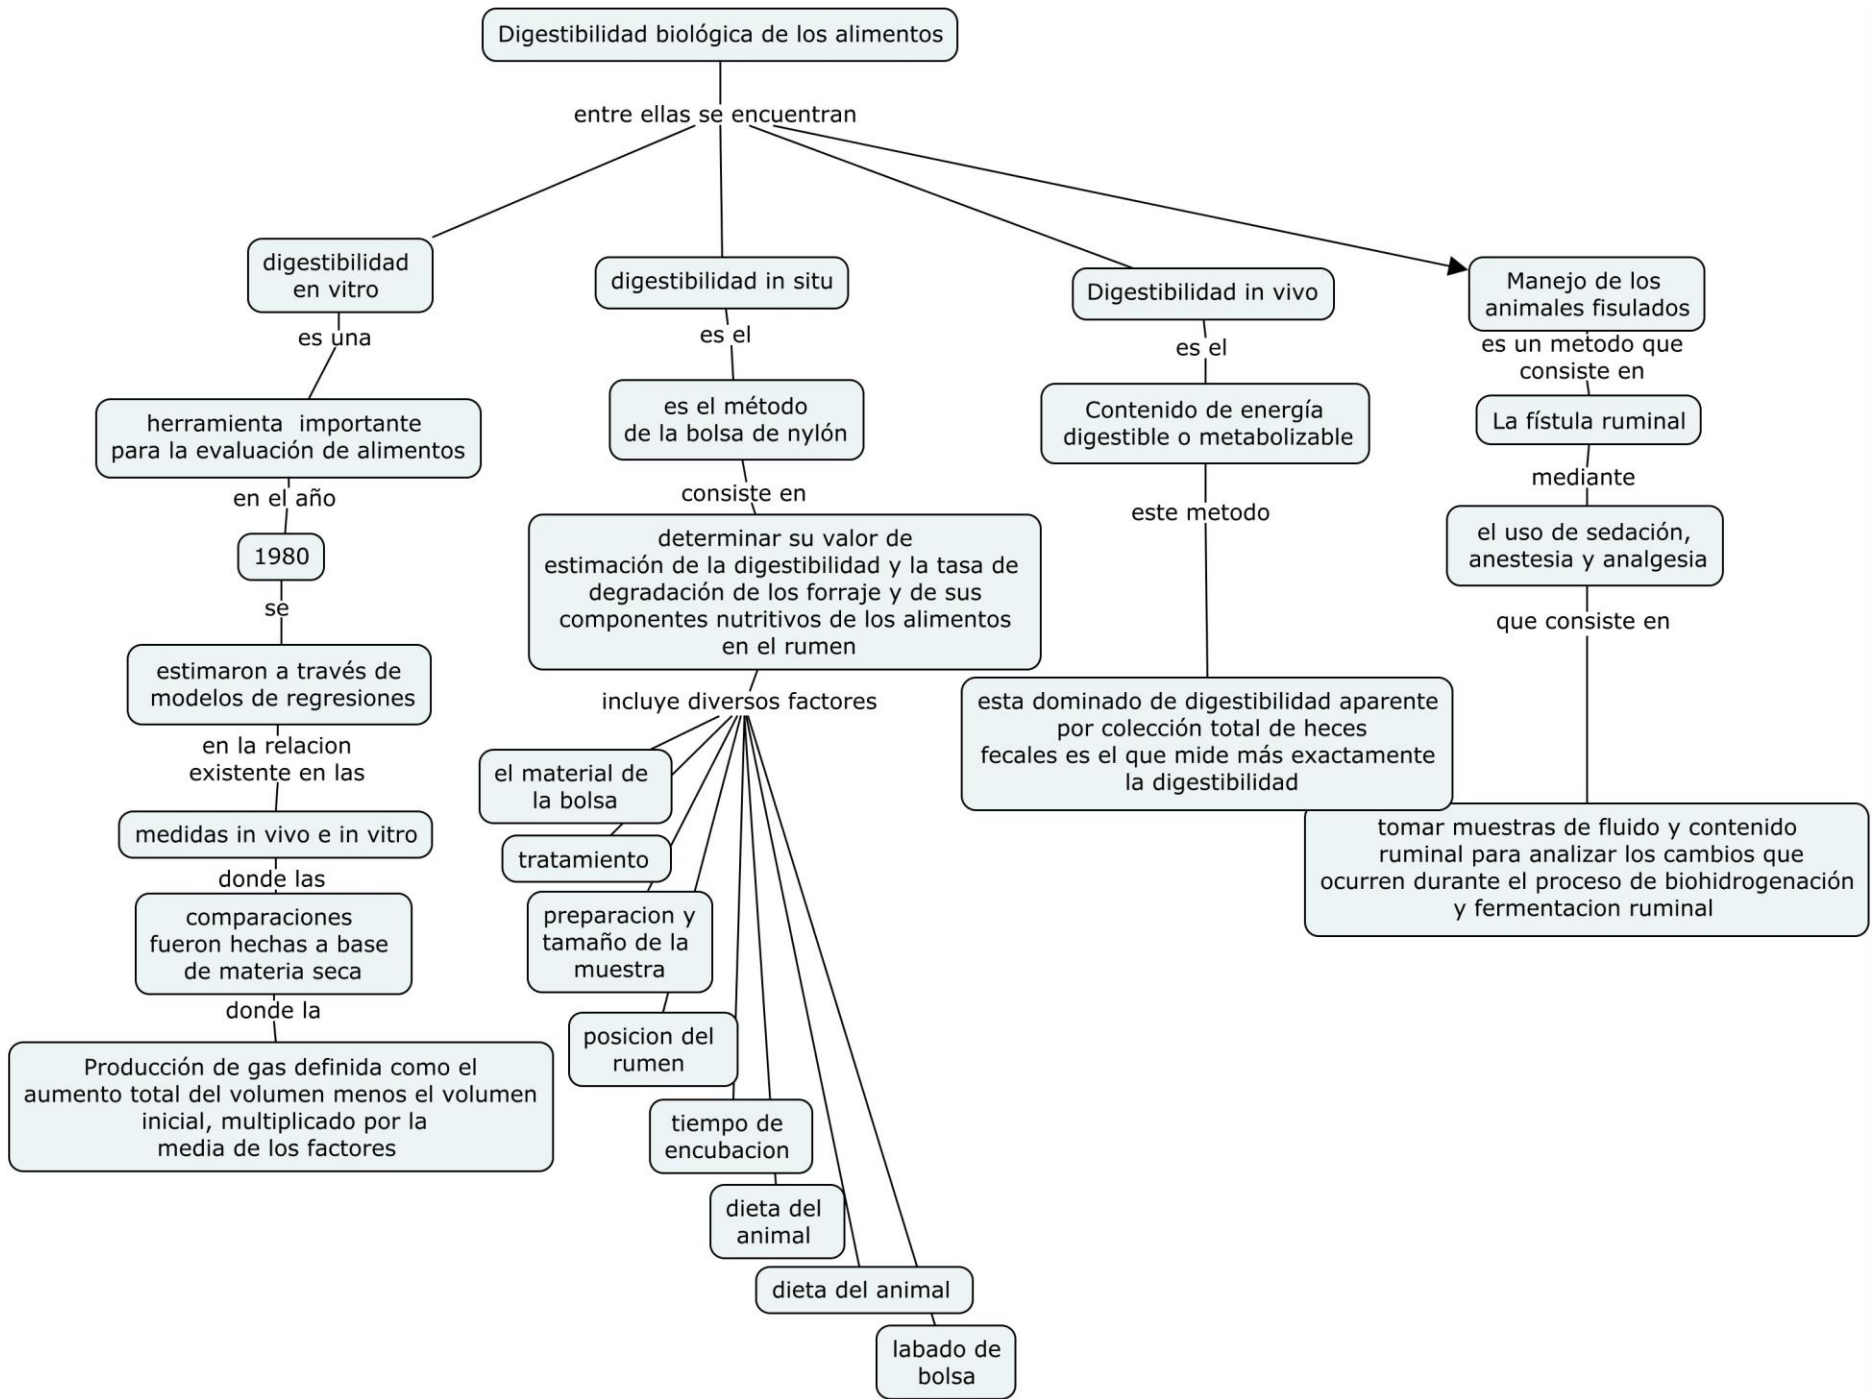 Digestibilidad biológica de los alimentos
entre ellas se encuentran
digestibilidad
en vitro
es una
herramienta importante
para la evaluación de alimentos
en el año
1980
se
estimaron a través de
modelos de regresiones
en la relacion
existente en las
medidas in vivo e in vitro
donde las
comparaciones
fueron hechas a base
de materia seca
donde la
Producción de gas definida como el
aumento total del volumen menos el volumen
inicial, multiplicado por la
media de los factores
digestibilidad in situ
es el
es el método
de la bolsa de nylón
consiste en
determinar su valor de
estimación de la digestibilidad y la tasa de
degradación de los forraje y de sus
componentes nutritivos de los alimentos
en el rumen
incluye diversos factores
el material de
la bolsa
tratamiento
preparacion y
tamaño de la
muestra
posicion del
rumen
tiempo de
encubacion
dieta del
animal
dieta del animal
labado de
bolsa
Digestibilidad in vivo
es el
Contenido de energía
digestible o metabolizable
este metodo
esta dominado de digestibilidad aparente
por colección total de heces
fecales es el que mide más exactamente
la digestibilidad
Manejo de los
animales fisulados
es un metodo que
consiste en
La fístula ruminal
mediante
el uso de sedación,
anestesia y analgesia
que consiste en
tomar muestras de fluido y contenido
ruminal para analizar los cambios que
ocurren durante el proceso de biohidrogenación
y fermentacion ruminal